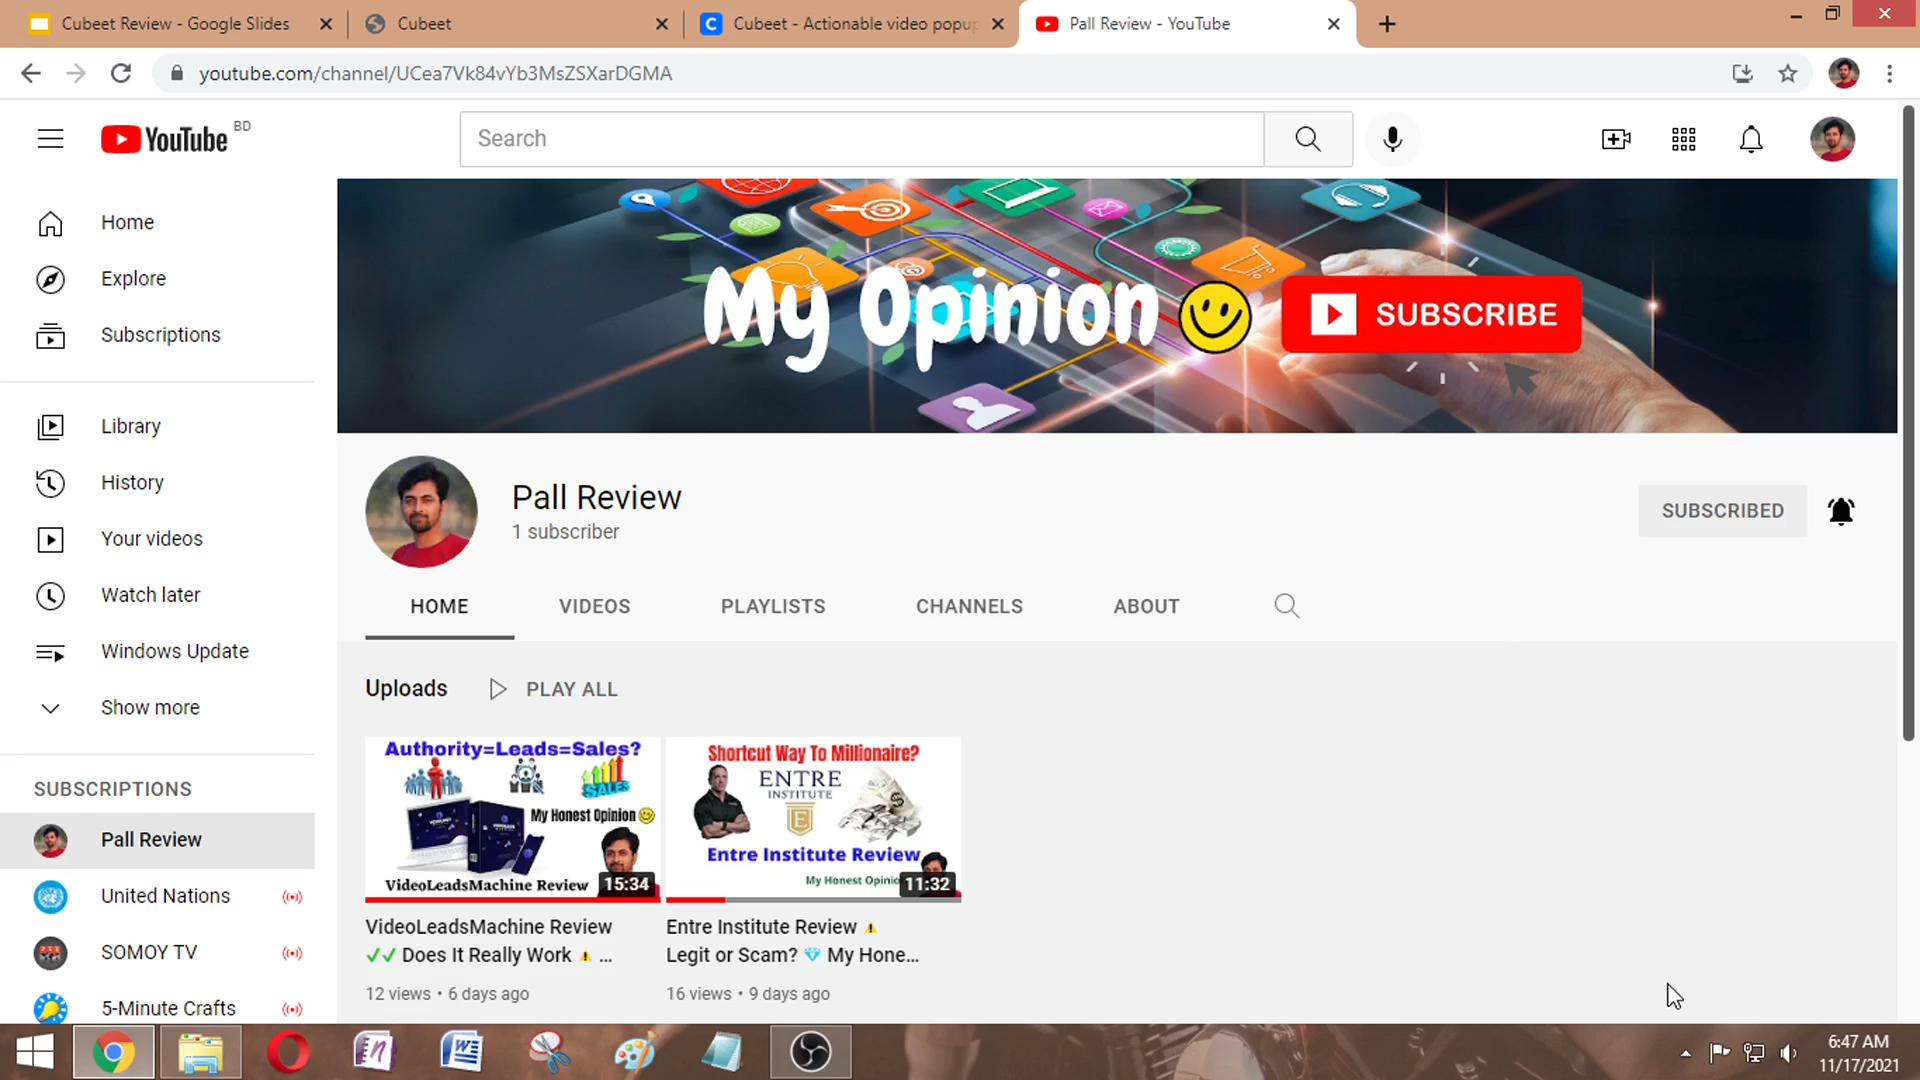 Cubeet Review - Google Slides
Cubeet
Cubeet - Actionable video popup
Pall Review - YouTube
youtube.com/channel/UCea7Vk84vYb3MsZSXarDGMA
YouTube BD
Search
Home
Explore
Subscriptions
Library
History
Your videos
Watch later
Windows Update
Show more
SUBSCRIPTIONS
Pall Review
United Nations
SOMOY TV
5-Minute Crafts
My Opinion
SUBSCRIBE
Pall Review
1 subscriber
SUBSCRIBED
HOME VIDEOS PLAYLISTS CHANNELS ABOUT
Uploads PLAY ALL
Authority=Leads=Sales?
SALES
My Honest Opinion
VideoLeadsMachine Review
15:34
VideoLeadsMachine Review
✓✓ Does It Really Work ⚠ ...
12 views • 6 days ago
Shortcut Way To Millionaire?
ENTRE
INSTITUTE
E
Entre Institute Review
My Honest Opinio
11:32
Entre Institute Review ⚠
Legit or Scam? 💎 My Hone...
16 views • 9 days ago
6:47 AM
11/17/2021